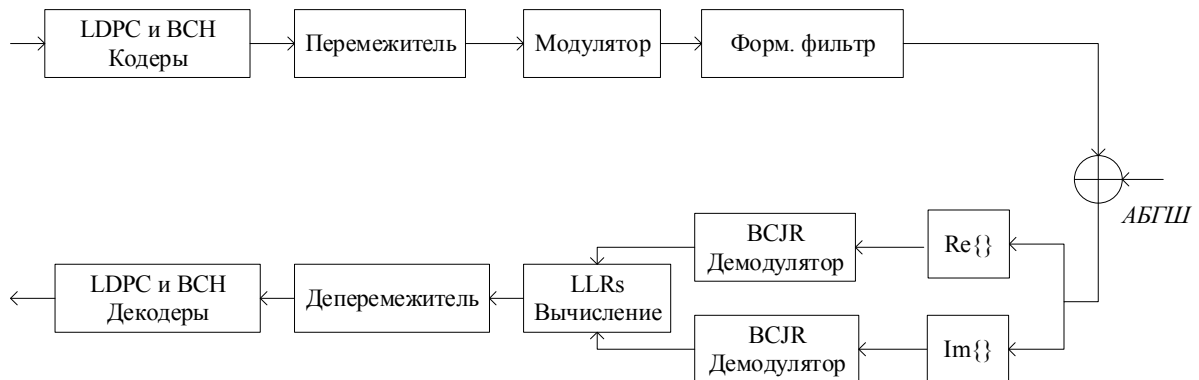 LDPC и BCH
Кодеры
Перемежитель
Модулятор
Форм. фильтр
АБГШ
BCJR
Демодулятор
Re{}
LDPC и BCH
Декодеры
Деперемежитель
LLRs
Вычисление
BCJR
Демодулятор
Im{}